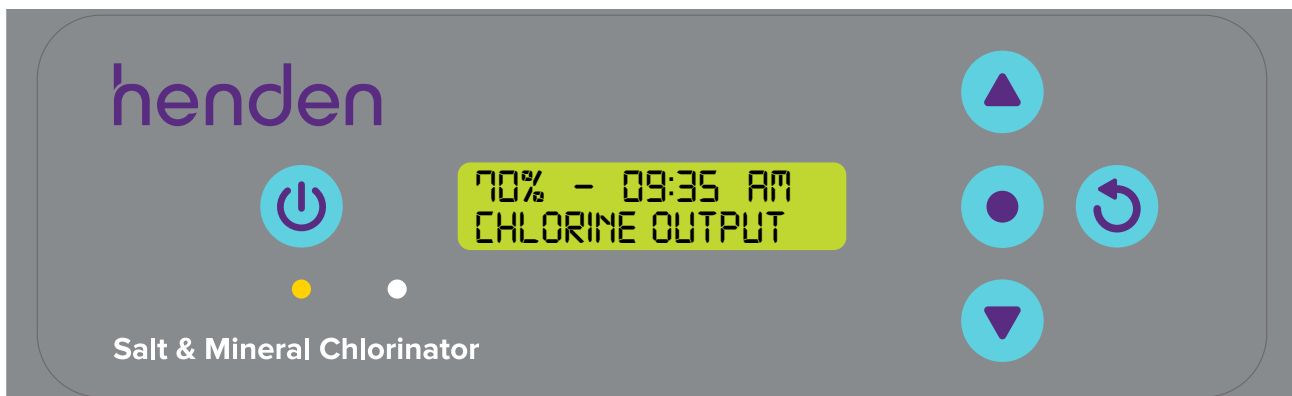 henden
70% - 09:35 AM
CHLORINE OUTPUT
Salt & Mineral Chlorinator